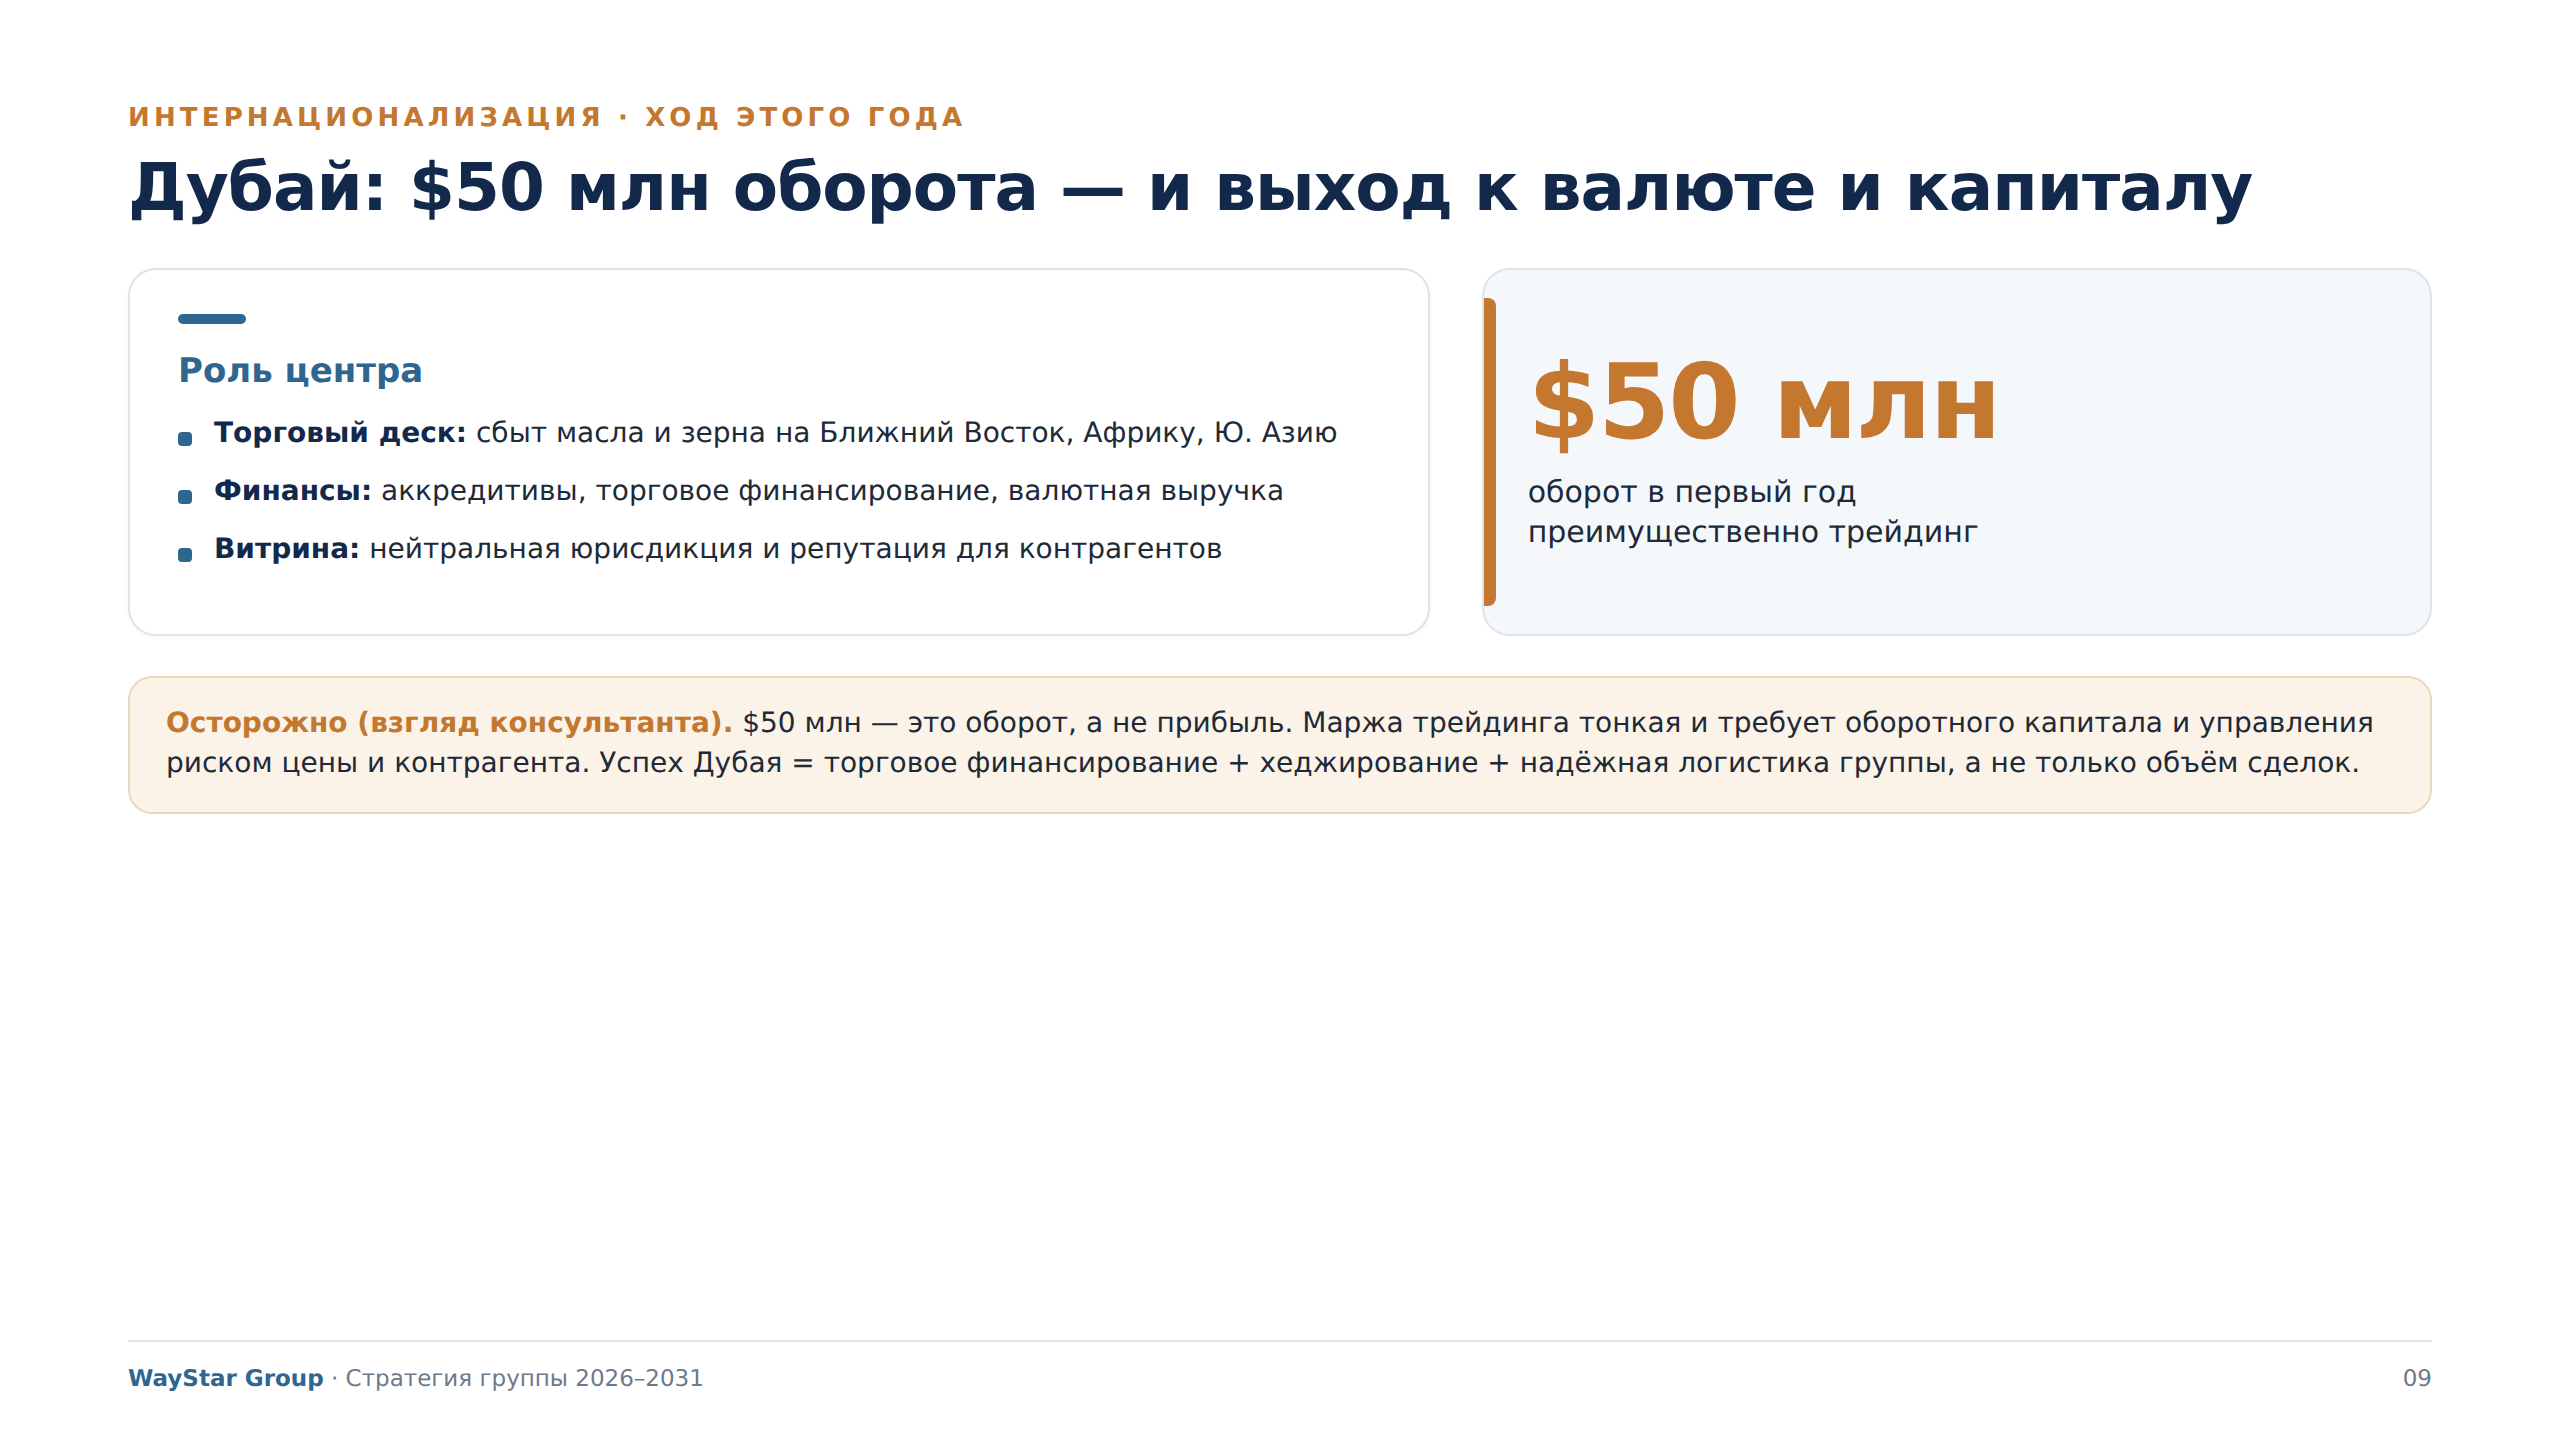 ИНТЕРНАЦИОНАЛИЗАЦИЯ · ХОД ЭТОГО ГОДА
Дубай: $50 млн оборота — и выход к валюте и капиталу
Роль центра
Торговый деск: сбыт масла и зерна на Ближний Восток, Африку, Ю. Азию
Финансы: аккредитивы, торговое финансирование, валютная выручка
Витрина: нейтральная юрисдикция и репутация для контрагентов
$50 млн
оборот в первый год
преимущественно трейдинг
Осторожно (взгляд консультанта). $50 млн — это оборот, а не прибыль. Маржа трейдинга тонкая и требует оборотного капитала и управления
риском цены и контрагента. Успех Дубая = торговое финансирование + хеджирование + надёжная логистика группы, а не только объём сделок.
WayStar Group · Стратегия группы 2026–2031
09